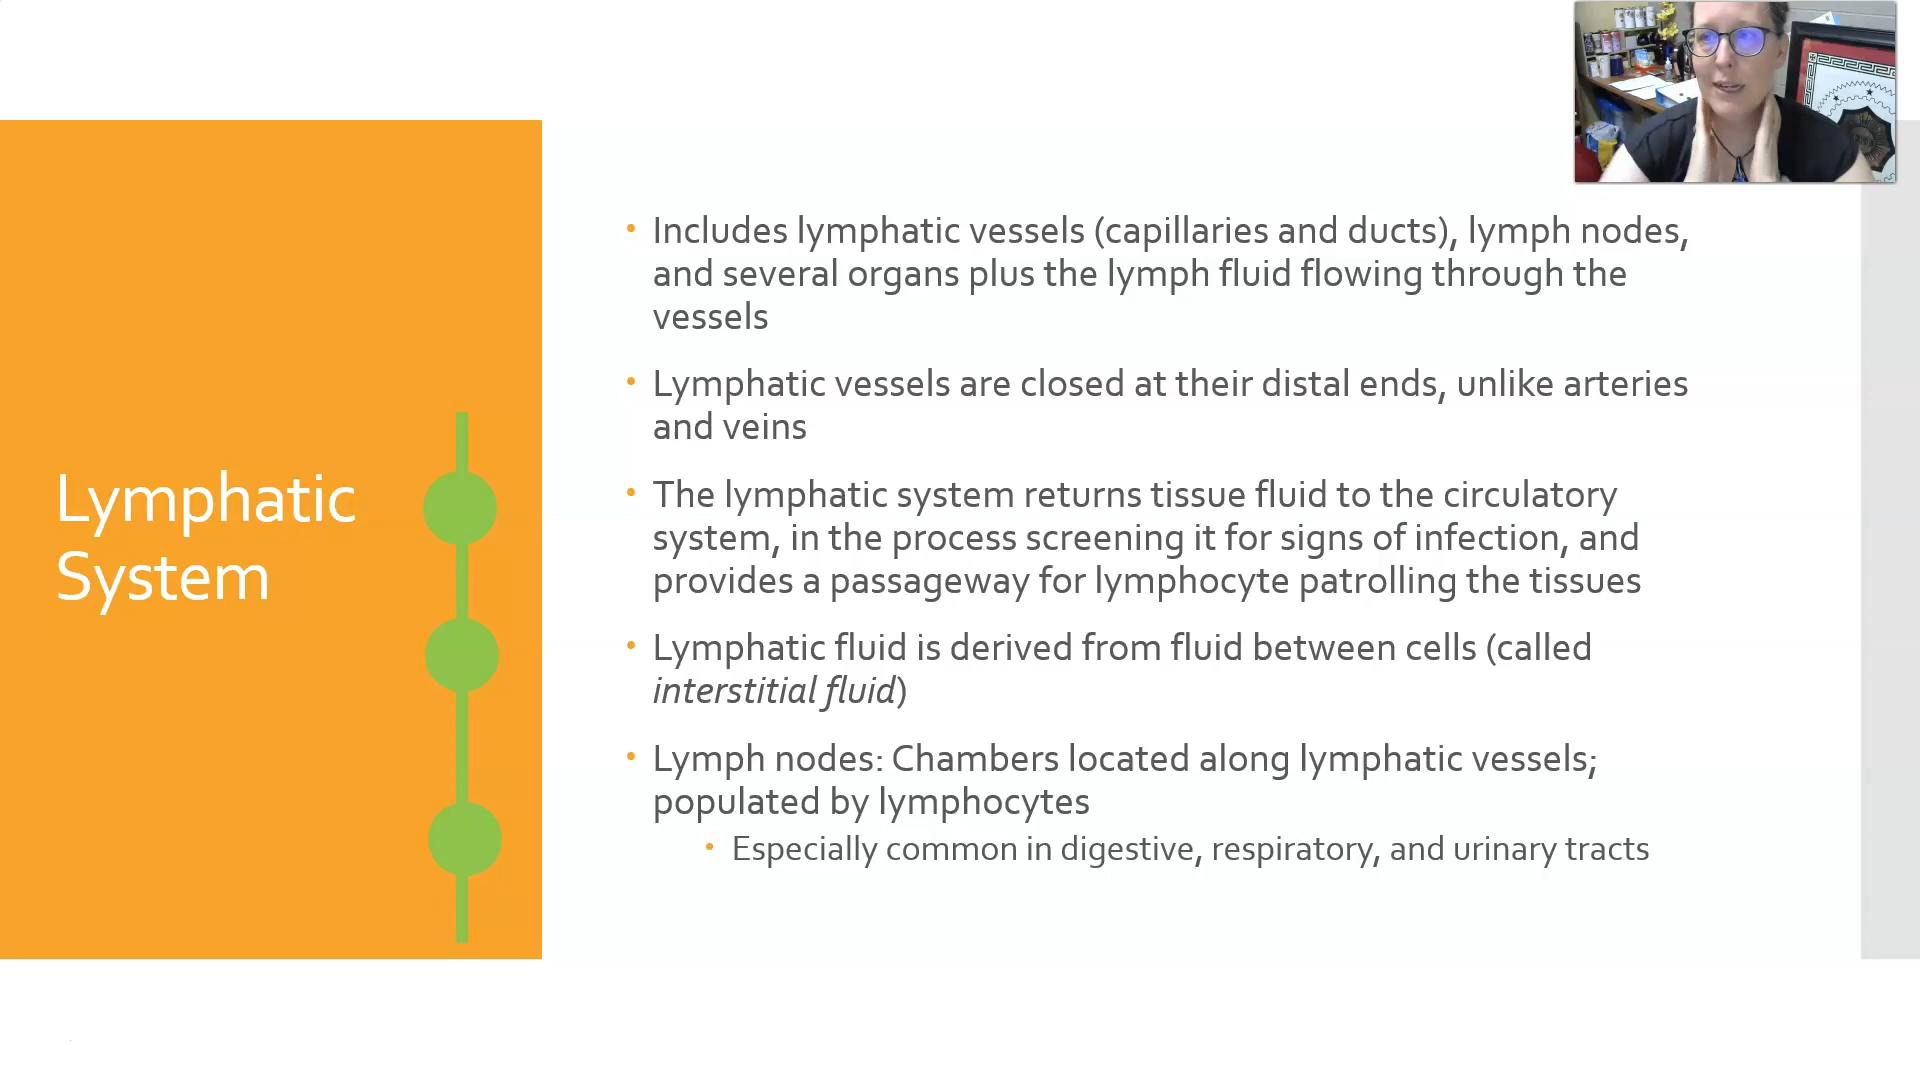 Lymphatic
System
• Includes lymphatic vessels (capillaries and ducts), lymph nodes,
and several organs plus the lymph fluid flowing through the
vessels
• Lymphatic vessels are closed at their distal ends, unlike arteries
and veins
• The lymphatic system returns tissue fluid to the circulatory
system, in the process screening it for signs of infection, and
provides a passageway for lymphocyte patrolling the tissues
• Lymphatic fluid is derived from fluid between cells (called
interstitial fluid)
• Lymph nodes: Chambers located along lymphatic vessels;
populated by lymphocytes
• Especially common in digestive, respiratory, and urinary tracts